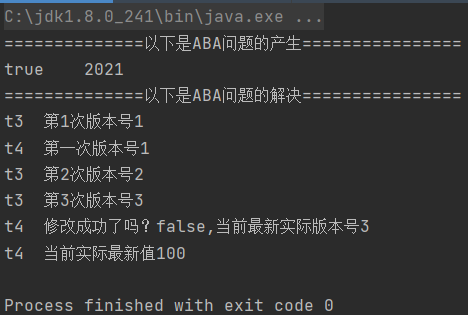 C:\jdk1.8.0_241\bin\java.exe ...
==============以下是ABA问题的产生================
true    2021
==============以下是ABA问题的解决================
t3  第1次版本号1
t4  第一次版本号1
t3  第2次版本号2
t3  第3次版本号3
t4  修改成功了吗？false,当前最新实际版本号3
t4  当前实际最新值100
Process finished with exit code 0